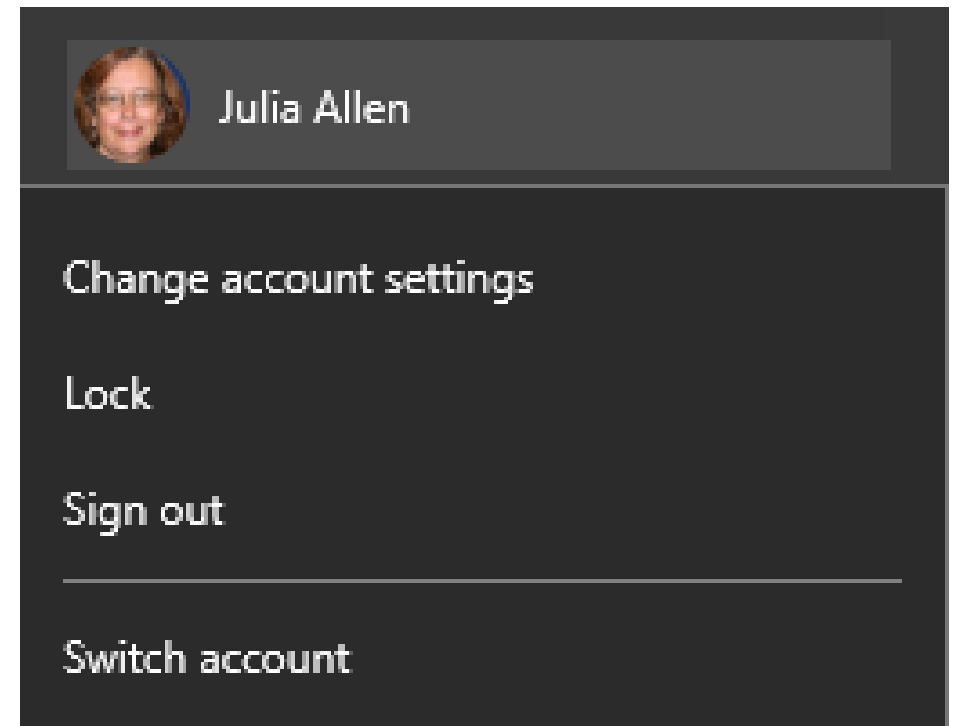 Julia Allen
Change account settings
Lock
Sign out
Switch account